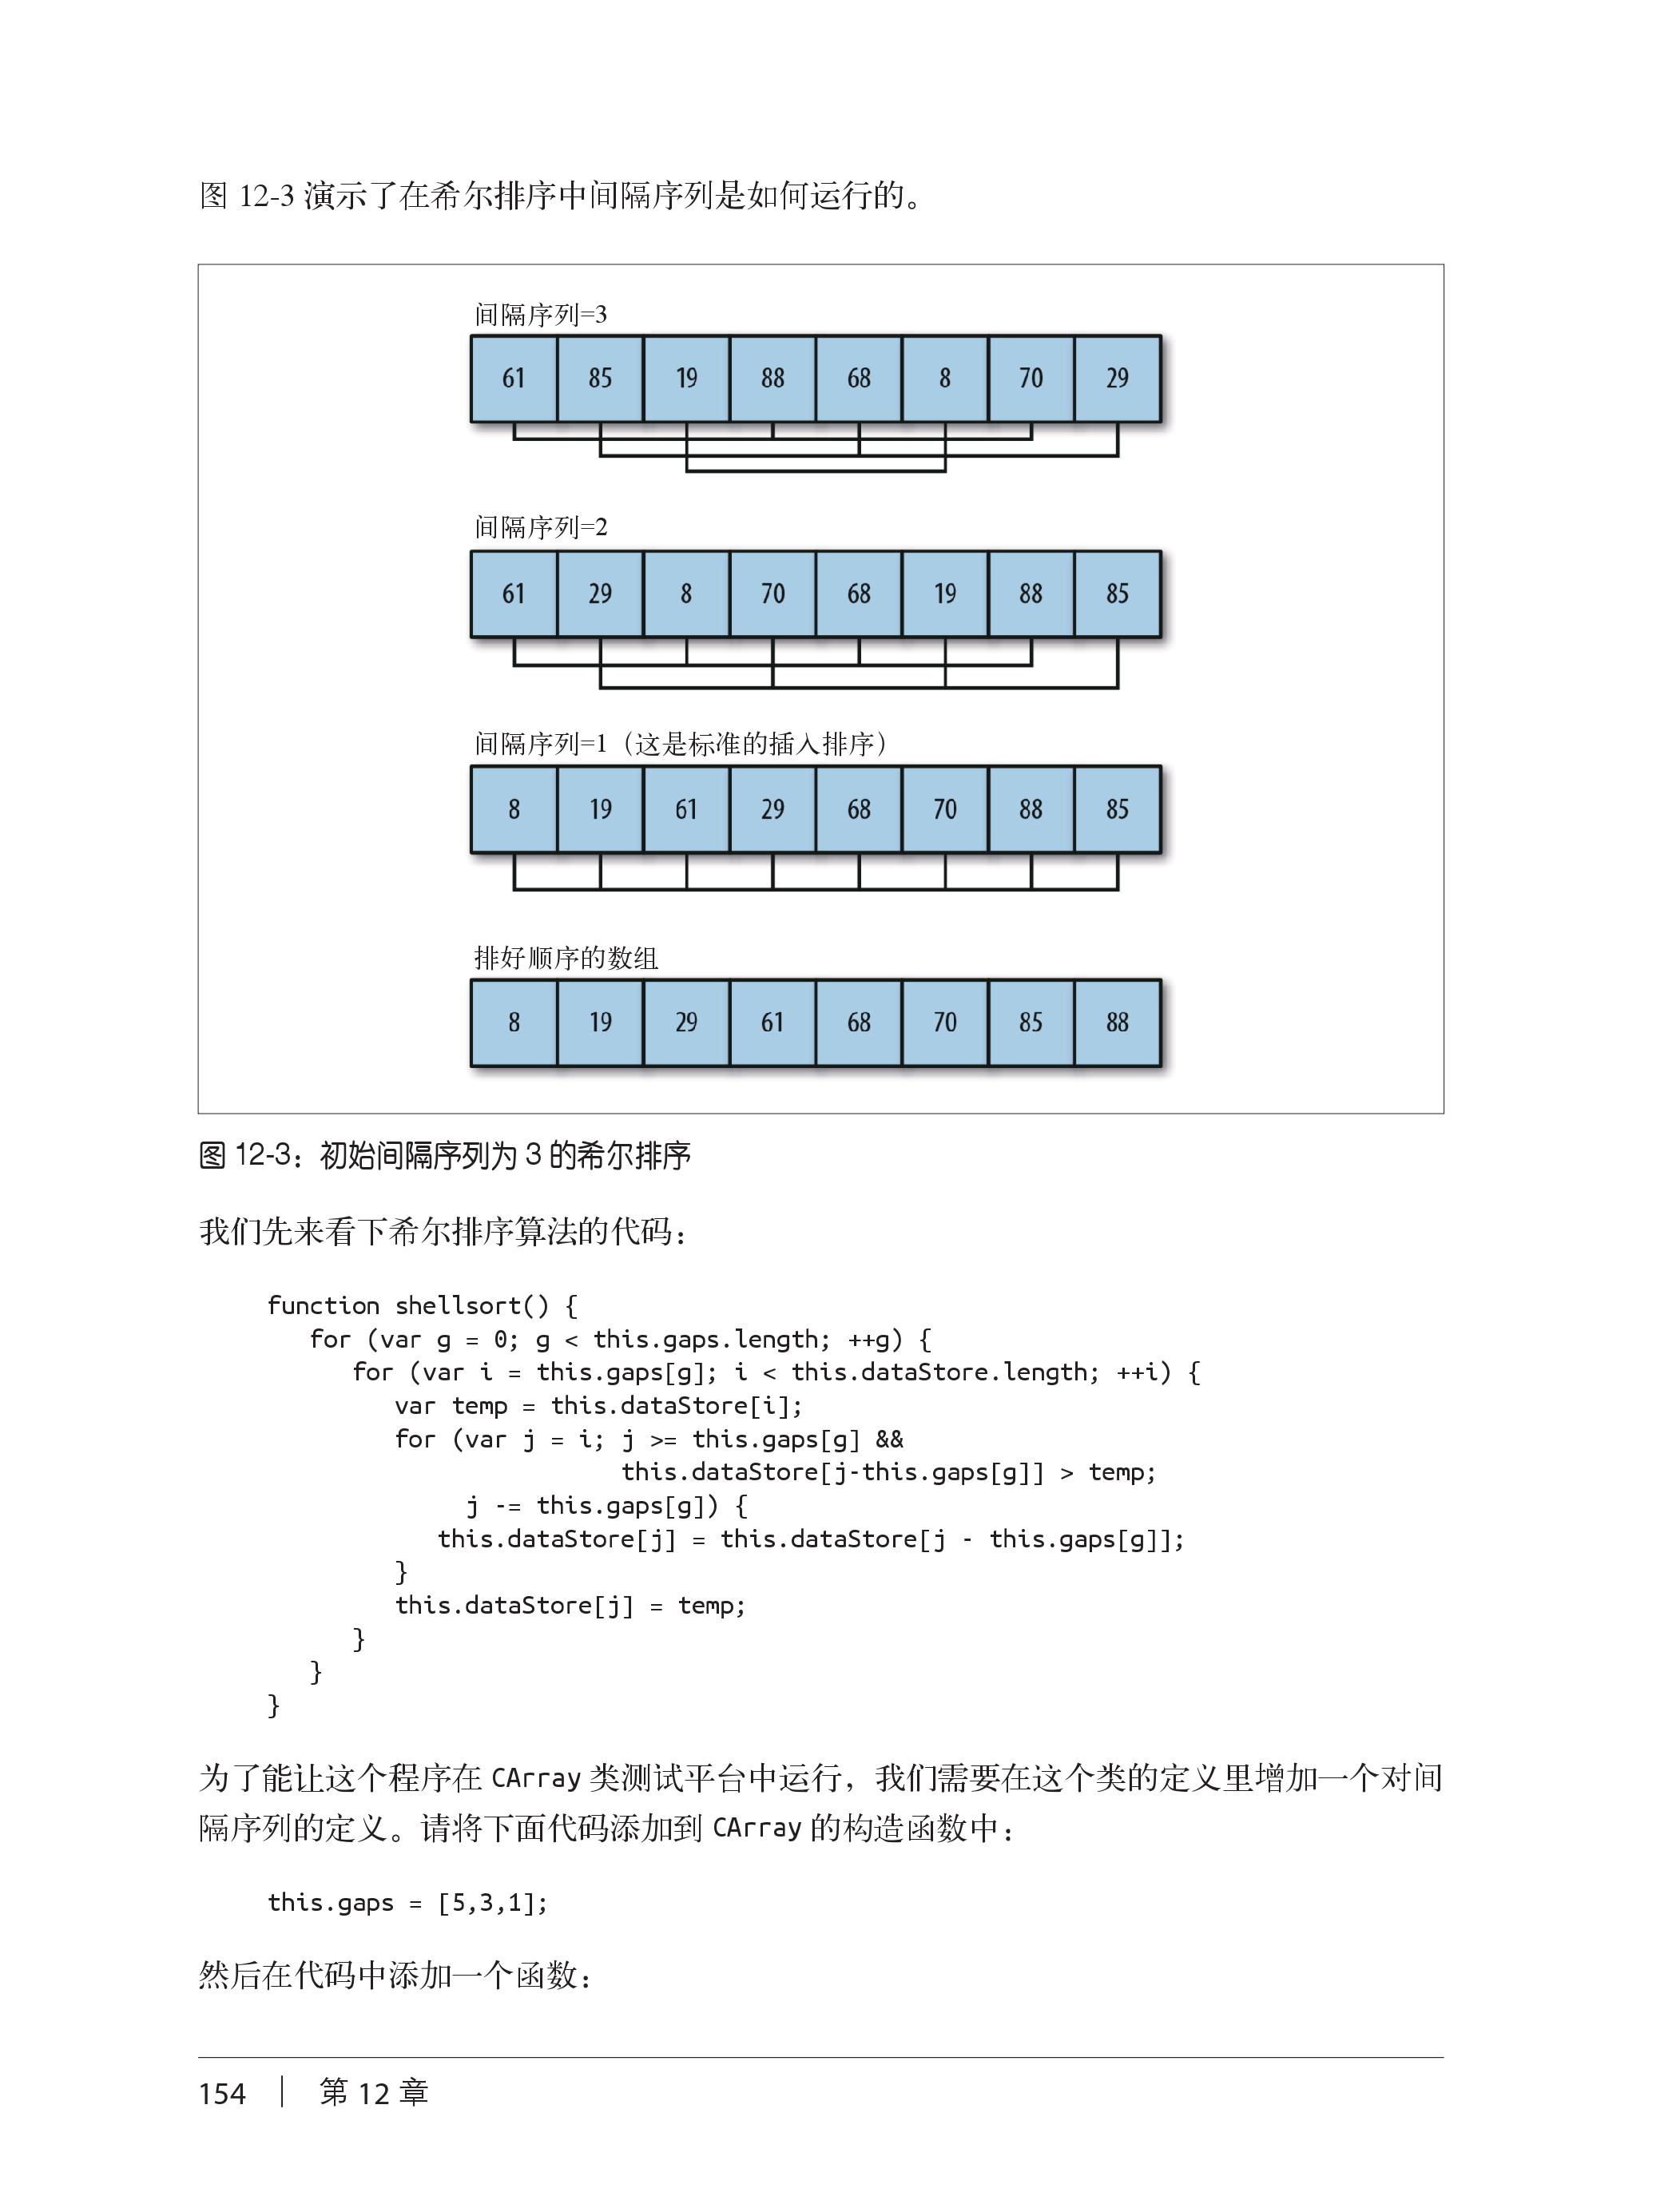 图 12-3 演示了在希尔排序中间隔序列是如何运行的。
间隔序列=3
61 85 19 88 68 8 70 29
间隔序列=2
61 29 8 70 68 19 88 85
间隔序列=1（这是标准的插入排序）
8 19 61 29 68 70 88 85
排好顺序的数组
8 19 29 61 68 70 85 88
图 12-3：初始间隔序列为 3 的希尔排序
我们先来看下希尔排序算法的代码：
function shellsort() {
   for (var g = 0; g < this.gaps.length; ++g) {
      for (var i = this.gaps[g]; i < this.dataStore.length; ++i) {
         var temp = this.dataStore[i];
         for (var j = i; j >= this.gaps[g] &&
                         this.dataStore[j-this.gaps[g]] > temp;
              j -= this.gaps[g]) {
            this.dataStore[j] = this.dataStore[j - this.gaps[g]];
         }
         this.dataStore[j] = temp;
      }
   }
}
为了能让这个程序在 CArray 类测试平台中运行，我们需要在这个类的定义里增加一个对间
隔序列的定义。请将下面代码添加到 CArray 的构造函数中：
this.gaps = [5,3,1];
然后在代码中添加一个函数：
154 | 第 12 章